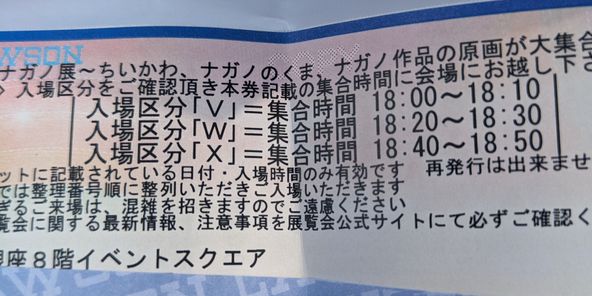 WSON
ナガノ展〜ちいかわ、ナガノのくま、ナガノ作品の原画が大集合
入場区分をご確認頂き本券記載の集合時間に会場にお越し下さ
入場区分「V」=集合時間 18:00〜18:10
入場区分「W」=集合時間 18:20〜18:30
入場区分「X」=集合時間 18:40〜18:50
ットに記載されている日付・入場時間のみ有効です 再発行は出来ませ
では整理番号順に整列いただきご入場いただきます
ぎるご来場は、混雑を招きますのでご遠慮ください
覧会に関する最新情報、注意事項を展覧会公式サイトにて必ずご確認く
座8階イベントスクエア